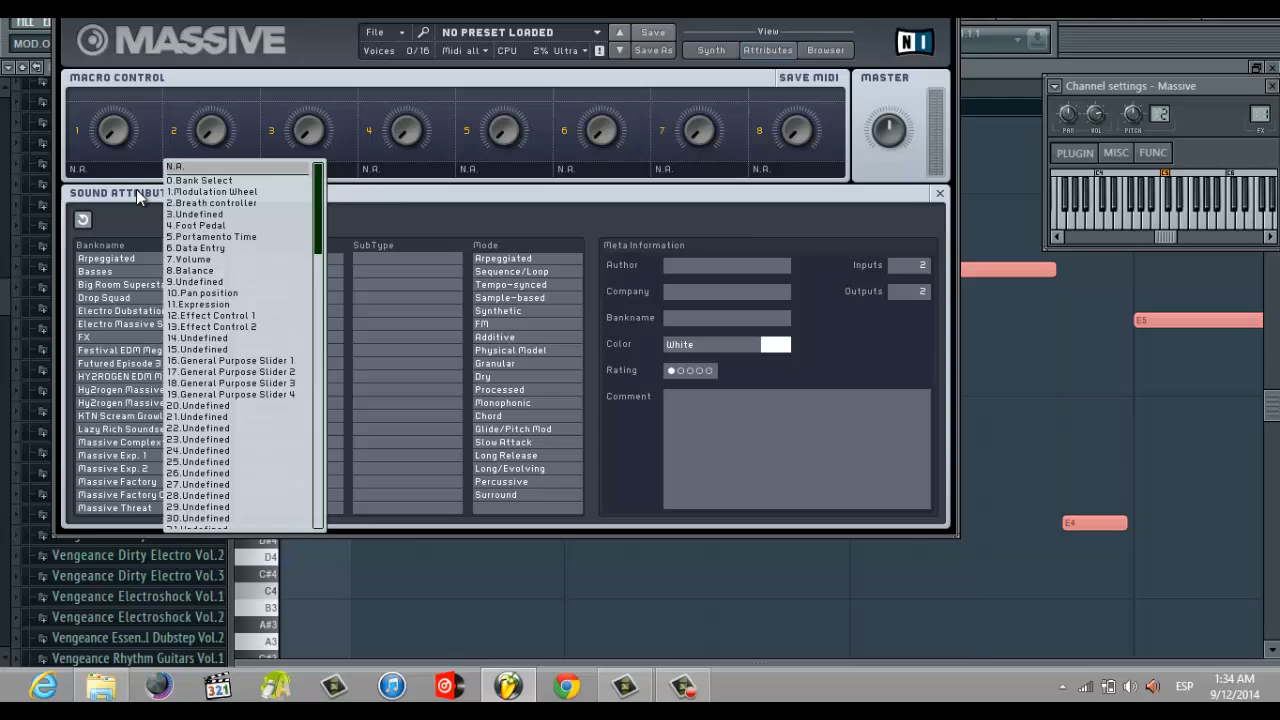 MOD.O
MASSIVE
File
NO PRESET LOADED
Save
View
Voices 0/16 Midi all CPU 2% Ultra
Save As
Synth Attributes Browser
NI
MACRO CONTROL
SAVE MIDI
MASTER
1 2 3 4 5 6 7 8
N.A. N.A. N.A. N.A. N.A. N.A. N.A.
Channel settings - Massive
PAN VOL PITCH 2
PLUGIN MISC FUNC
C4 C5 C6
N.A.
0.Bank Select
1.Modulation Wheel
2.Breath controller
3.Undefined
4.Foot Pedal
5.Portamento Time
6.Data Entry
7.Volume
8.Balance
9.Undefined
10.Pan position
11.Expression
12.Effect Control 1
13.Effect Control 2
14.Undefined
15.Undefined
16.General Purpose Slider 1
17.General Purpose Slider 2
18.General Purpose Slider 3
19.General Purpose Slider 4
20.Undefined
21.Undefined
22.Undefined
23.Undefined
24.Undefined
25.Undefined
26.Undefined
27.Undefined
28.Undefined
29.Undefined
30.Undefined
31.Undefined
SOUND ATTRIBUT
Bankname
Arpeggiated
Basses
Big Room Supersta
Drop Squad
Electro Dubstation
Electro Massive S
FX
Festival EDM Meg
Futured Episode 3
HY2ROGEN EDM M
Hy2rogen Massive
Hy2rogen Massive
KTN Scream Growl
Lazy Rich Soundse
Massive Complex
Massive Exp. 1
Massive Exp. 2
Massive Factory
Massive Factory C
Massive Threat
SubType
Mode
Arpeggiated
Sequence/Loop
Tempo-synced
Sample-based
Synthetic
FM
Additive
Physical Model
Granular
Dry
Processed
Monophonic
Chord
Glide/Pitch Mod
Slow Attack
Long Release
Long/Evolving
Percussive
Surround
Meta Information
Author
Inputs 2
Company
Outputs 2
Bankname
Color White
Rating
Comment
E5
E4
D4
C#4
C4
B3
A#3
A3
Vengeance Dirty Electro Vol.2
Vengeance Dirty Electro Vol.3
Vengeance Electroshock Vol.1
Vengeance Electroshock Vol.2
Vengeance Essen..l Dubstep Vol.2
Vengeance Rhythm Guitars Vol.1
321
ESP
1:34 AM
9/12/2014